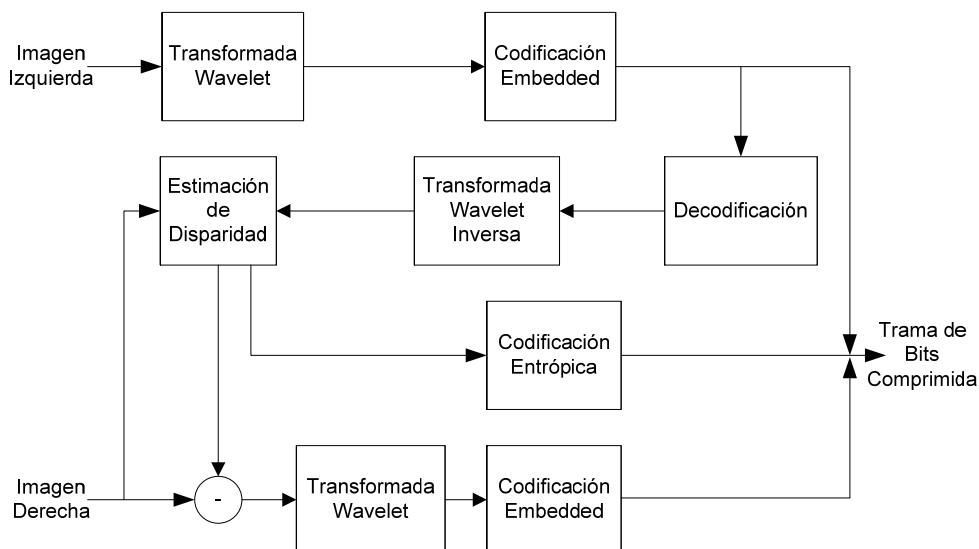 Imagen
Izquierda
Transformada
Wavelet
Codificación
Embedded
Estimación
de
Disparidad
Transformada
Wavelet
Inversa
Decodificación
Codificación
Entrópica
Trama de
Bits
Comprimida
Imagen
Derecha
-
Transformada
Wavelet
Codificación
Embedded